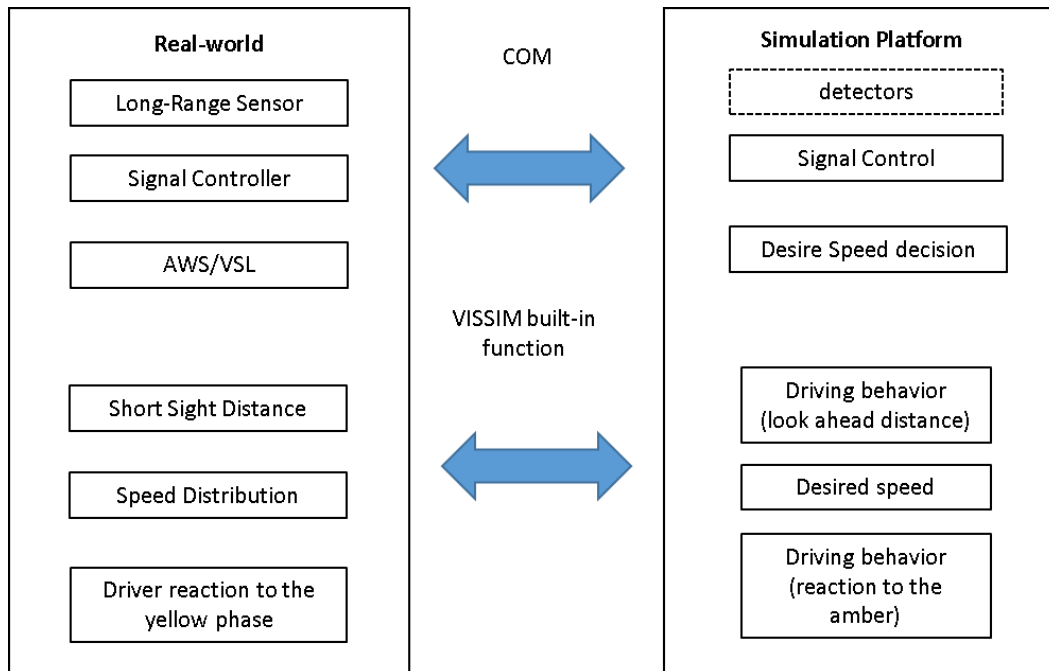 Real-world
Long-Range Sensor
Signal Controller
AWS/VSL
Short Sight Distance
Speed Distribution
Driver reaction to the
yellow phase
COM
VISSIM built-in
function
Simulation Platform
detectors
Signal Control
Desire Speed decision
Driving behavior
(look ahead distance)
Desired speed
Driving behavior
(reaction to the
amber)